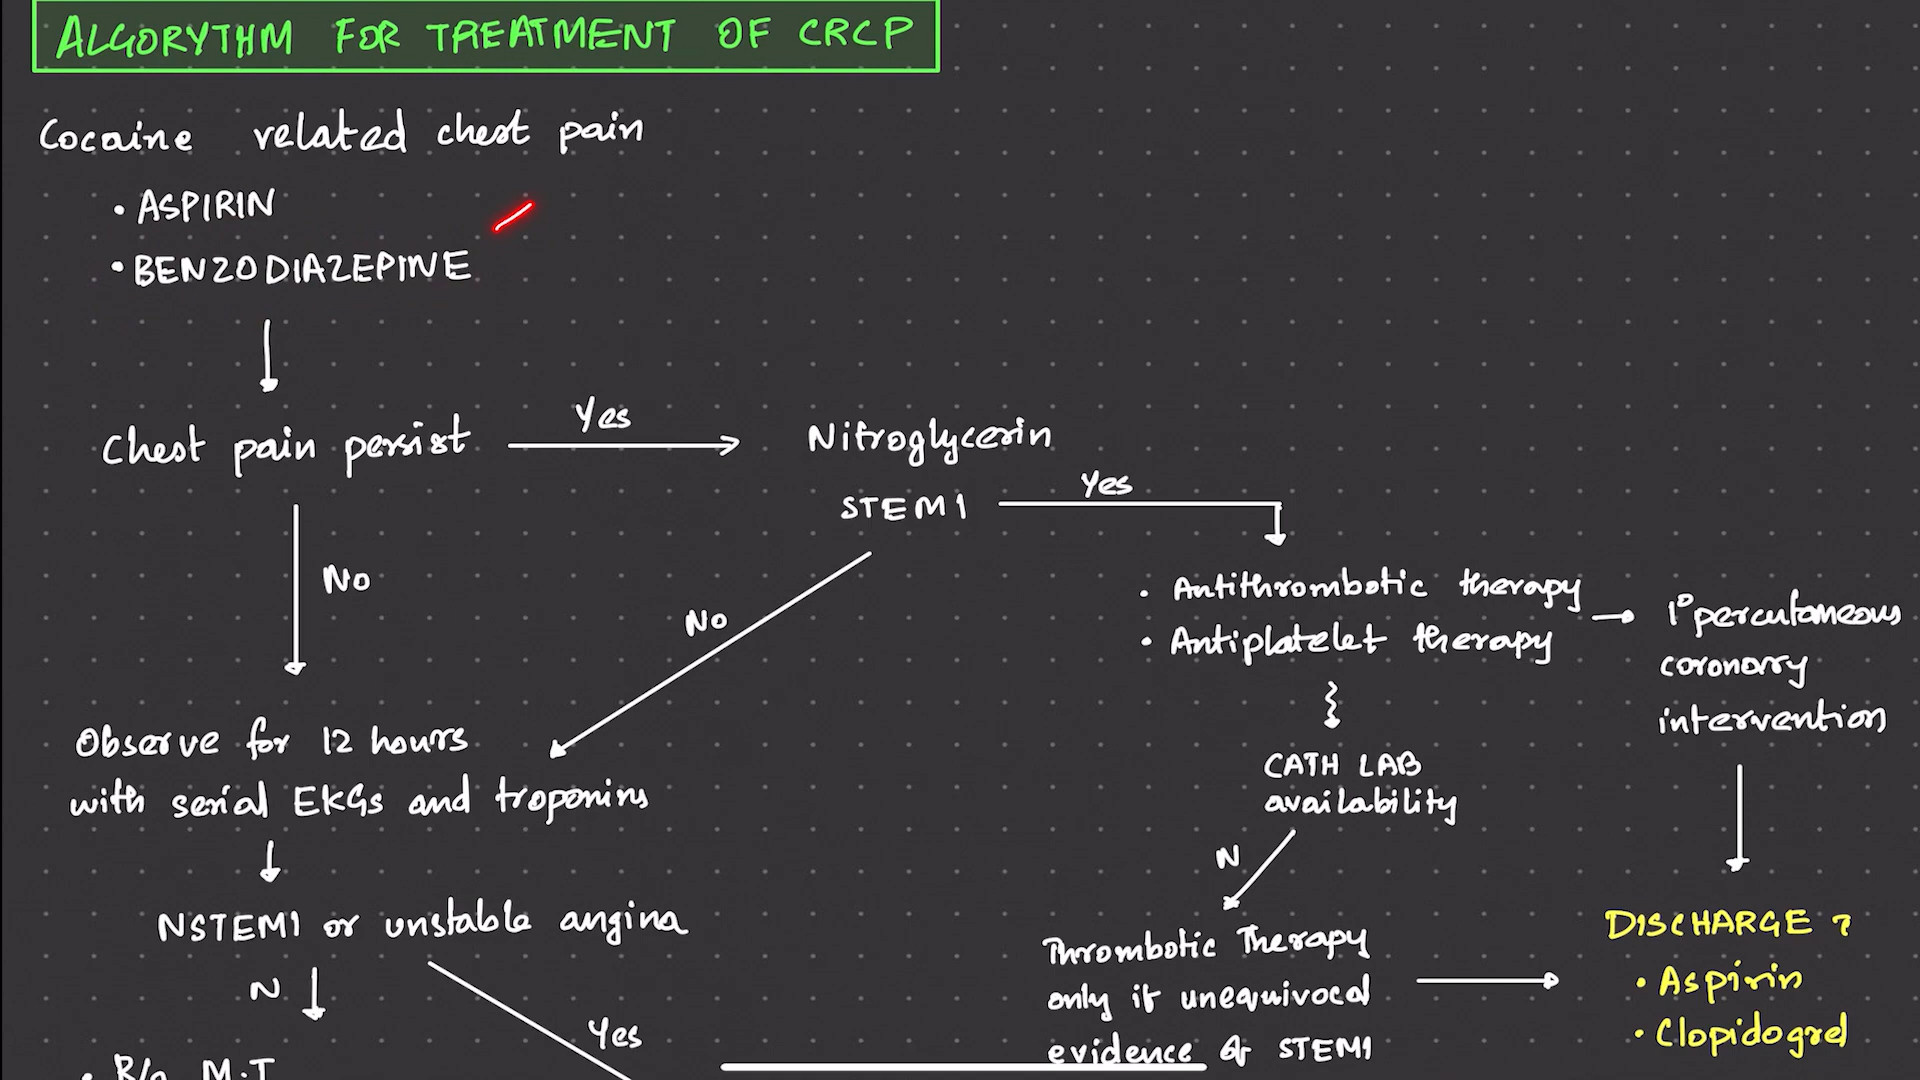 ALGORYTHM FOR TREATMENT OF CRCP
Cocaine related chest pain
• ASPIRIN
• BENZODIAZEPINE
Chest pain persist
Yes
Nitroglycerin
STEMI
Yes
No
No
• Antithrombotic therapy
• Antiplatelet therapy
1° percutaneous
coronory
intervention
Observe for 12 hours
with serial EKGs and troponins
CATH LAB
availability
N
NSTEMI or unstable angina
N
Yes
Thrombotic Therapy
only if unequivocal
evidence of STEMI
DISCHARGE
• Aspirin
• Clopidogrel
• R/o M.I